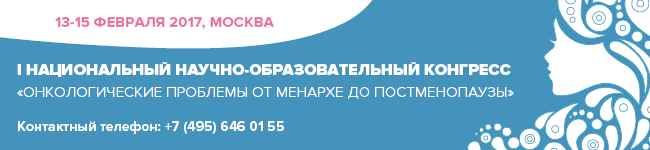 13-15 ФЕВРАЛЯ 2017, МОСКВА
I НАЦИОНАЛЬНЫЙ НАУЧНО-ОБРАЗОВАТЕЛЬНЫЙ КОНГРЕСС
«ОНКОЛОГИЧЕСКИЕ ПРОБЛЕМЫ ОТ МЕНАРХЕ ДО ПОСТМЕНОПАУЗЫ»
Контактный телефон: +7 (495) 646 01 55